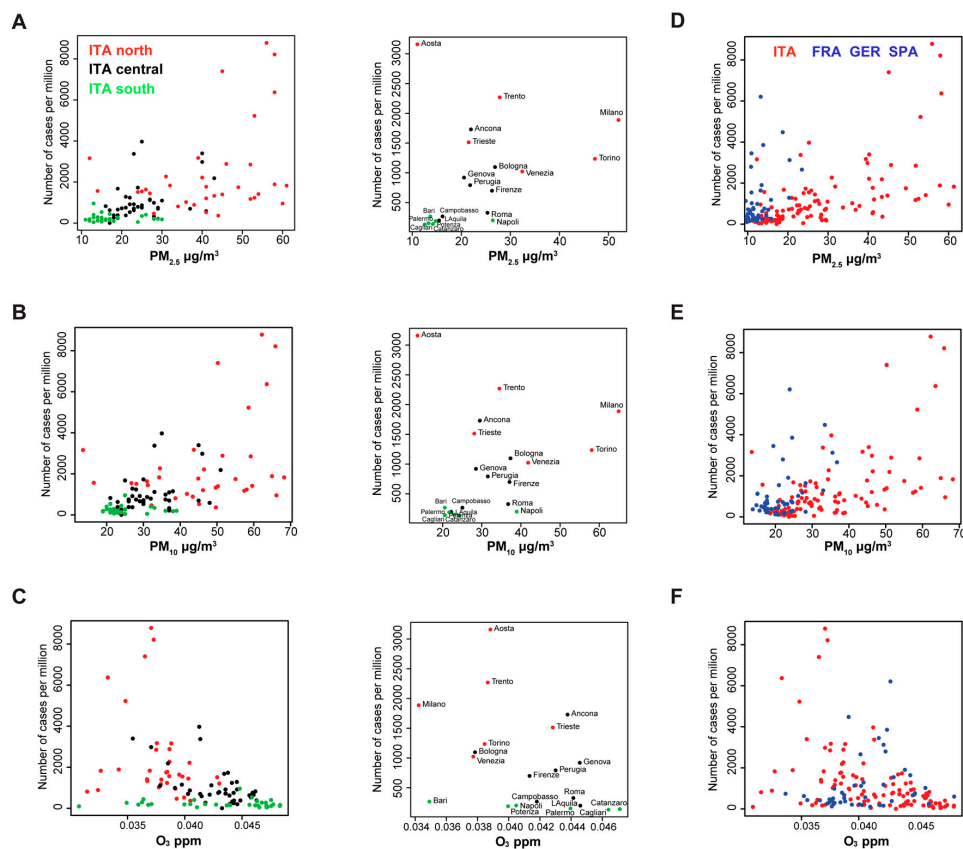 A
ITA north
ITA central
ITA south
Number of cases per million
0 2000 4000 6000 8000
10 20 30 40 50 60
PM2.5 µg/m³
Number of cases per million
500 1000 1500 2000 2500 3000
Aosta
Trento
Milano
Ancona
Trieste
Torino
Bologna
Genova
Venezia
Perugia
Firenze
Bari
Campobasso
Roma
Palermo
LAquila
Napoli
Potenza
Cagliari
Catanzaro
10 20 30 40 50
PM2.5 µg/m³
D
ITA FRA GER SPA
Number of cases per million
0 2000 4000 6000 8000
10 20 30 40 50 60
PM2.5 µg/m³
B
Number of cases per million
0 2000 4000 6000 8000
20 30 40 50 60 70
PM10 µg/m³
Number of cases per million
500 1000 1500 2000 2500 3000
Aosta
Trento
Milano
Ancona
Trieste
Torino
Bologna
Venezia
Genova
Perugia
Firenze
Bari
Campobasso
Roma
Palermo
LAquila
Napoli
Cagliari
Catanzaro
20 30 40 50 60
PM10 µg/m³
E
Number of cases per million
0 2000 4000 6000 8000
20 30 40 50 60 70
PM10 µg/m³
C
Number of cases per million
0 2000 4000 6000 8000
0.035 0.040 0.045
O3 ppm
Number of cases per million
0 500 1000 1500 2000 2500 3000
Aosta
Trento
Milano
Ancona
Trieste
Torino
Bologna
Venezia
Genova
Perugia
Firenze
Bari
Campobasso
Roma
Napoli
LAquila
Catanzaro
Potenza
Palermo
Cagliari
0.034 0.036 0.038 0.040 0.042 0.044 0.046
O3 ppm
F
Number of cases per million
0 2000 4000 6000 8000
0.035 0.040 0.045
O3 ppm